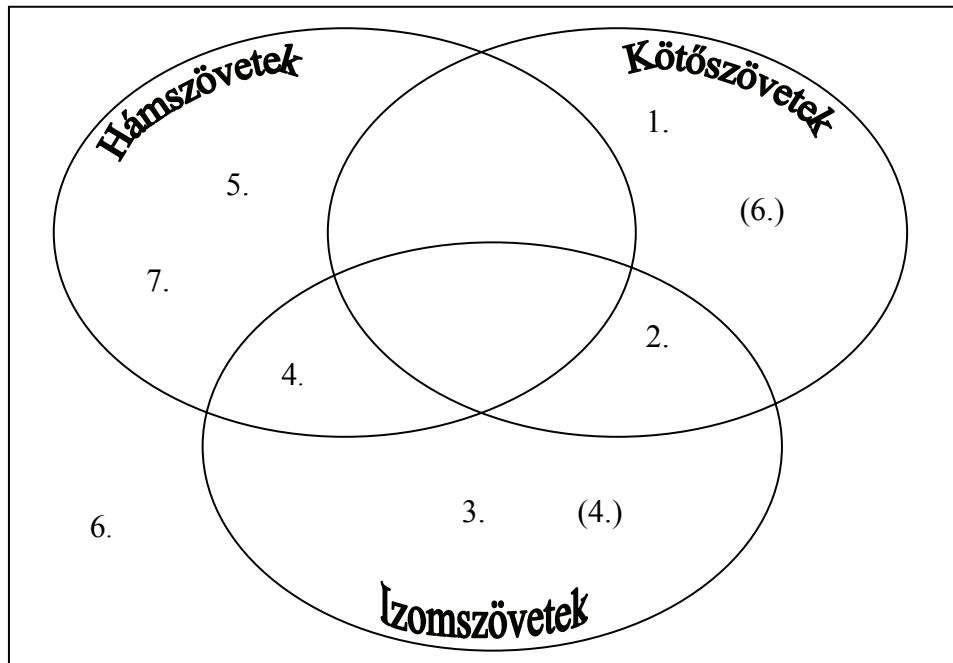 Hámszövetek
Kötőszövetek
1.
5.
(6.)
7.
2.
4.
3. (4.)
6.
Izomszövetek